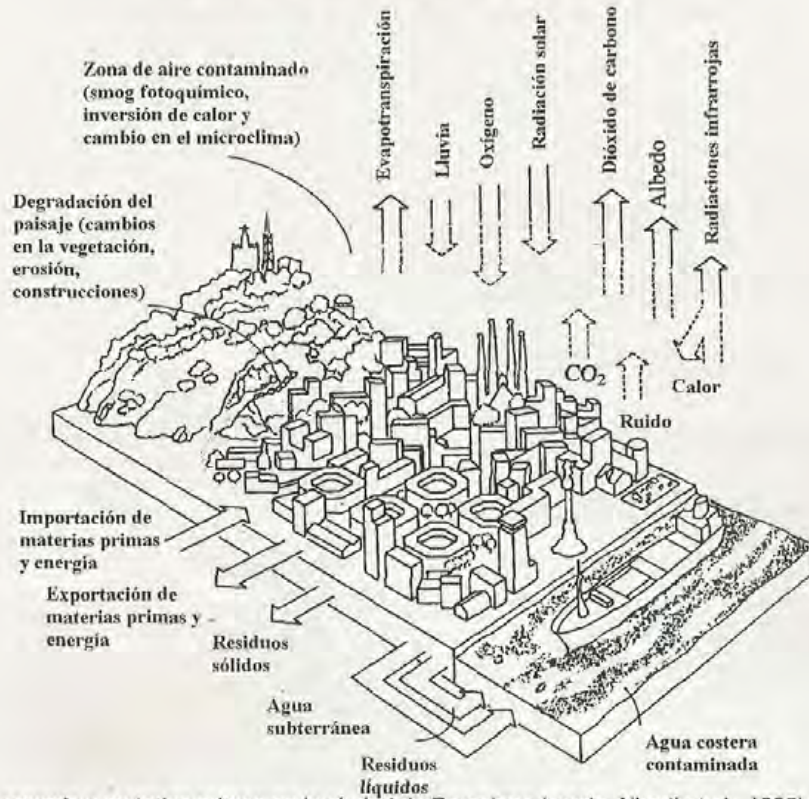 Zona de aire contaminado
(smog fotoquímico,
inversión de calor y
cambio en el microclima)
Evapotranspiración
Lluvia
Oxígeno
Radiación solar
Dióxido de carbono
Albedo
Radiaciones infrarrojas
Degradación del
paisaje (cambios
en la vegetación,
erosión,
construcciones)
CO₂
Calor
Ruido
Importación de
materias primas
y energía
Exportación de
materias primas y
energía
Residuos
sólidos
Agua
subterránea
Residuos
líquidos
Agua costera
contaminada